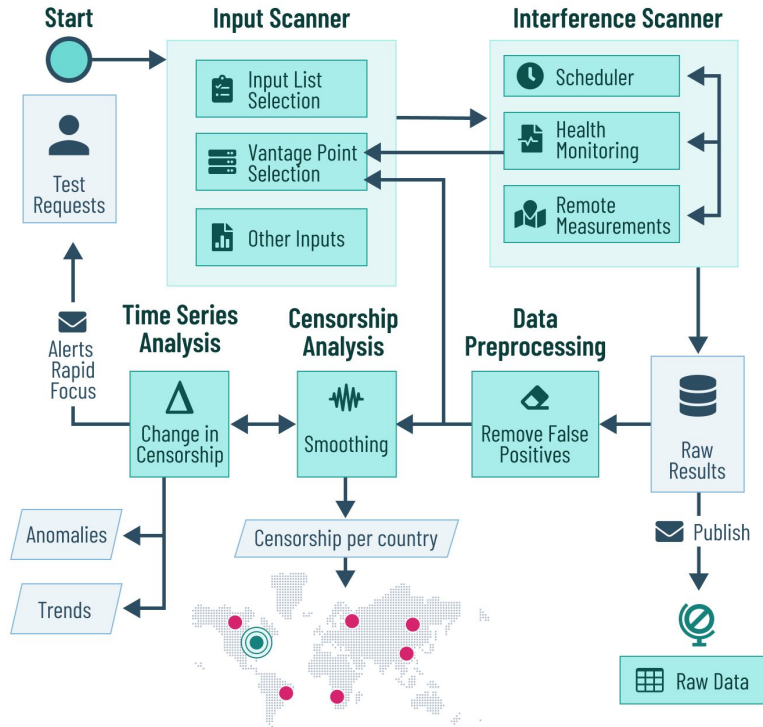 Start
Input Scanner
Interference Scanner
Input List
Selection
Vantage Point
Selection
Other Inputs
Scheduler
Health
Monitoring
Remote
Measurements
Test
Requests
Alerts
Rapid
Focus
Time Series
Analysis
Censorship
Analysis
Data
Preprocessing
Change in
Censorship
Smoothing
Remove False
Positives
Raw
Results
Anomalies
Trends
Censorship per country
Publish
Raw Data